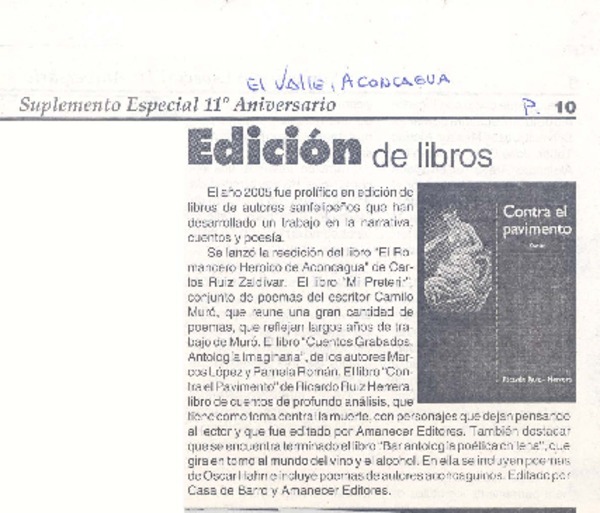 El Valle, Aconcagua
Suplemento Especial 11º Aniversario
P. 10
Edición de libros
El año 2005 fue prolífico en edición de
libros de autores sanfelipeños que han
desarrollado un trabajo en la narrativa,
cuentos y poesía.
Se lanzó la reedición del libro "El Ro-
mancero Heroico de Aconcagua" de Car-
los Ruiz Zaldívar. El libro "Mi Preterir",
conjunto de poemas del escritor Camilo
Muró, que reune una gran cantidad de
poemas, que reflejan largos años de tra-
bajo de Muró. El libro "Cuentos Grabados,
Antología Imaginaria", de los autores Mar-
cos López y Pamela Román. El libro "Con-
tra el Pavimento" de Ricardo Ruiz Herrera,
libro de cuentos de profundo análisis, que
tiene como tema central la muerte, con personajes que dejan pensando
al lector y que fue editado por Amanecer Editores. También destacar
que se encuentra terminado el libro "Bar antología poética en lens", que
gira en torno al mundo del vino y el alcohol. En ella se incluyen poemas
de Oscar Hahn e incluye poemas de autores aconcagüinos. Editado por
Casa de Barro y Amanecer Editores.
Contra el
pavimento
Ricardo Ruiz Herrera